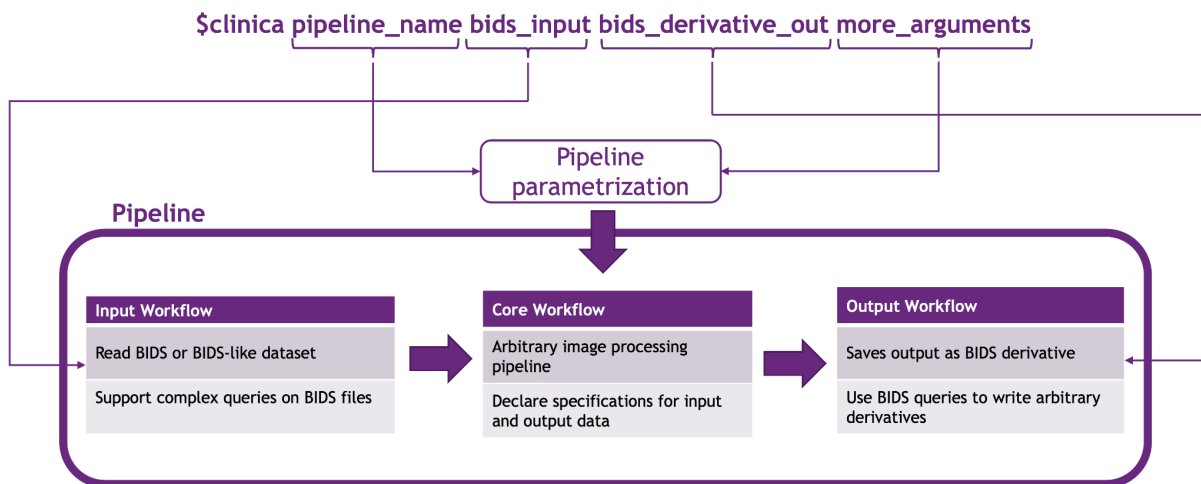 $clinica pipeline_name bids_input bids_derivative_out more_arguments
Pipeline
parametrization
Pipeline
Input Workflow
Read BIDS or BIDS-like dataset
Support complex queries on BIDS files
Core Workflow
Arbitrary image processing
pipeline
Declare specifications for input
and output data
Output Workflow
Saves output as BIDS derivative
Use BIDS queries to write arbitrary
derivatives